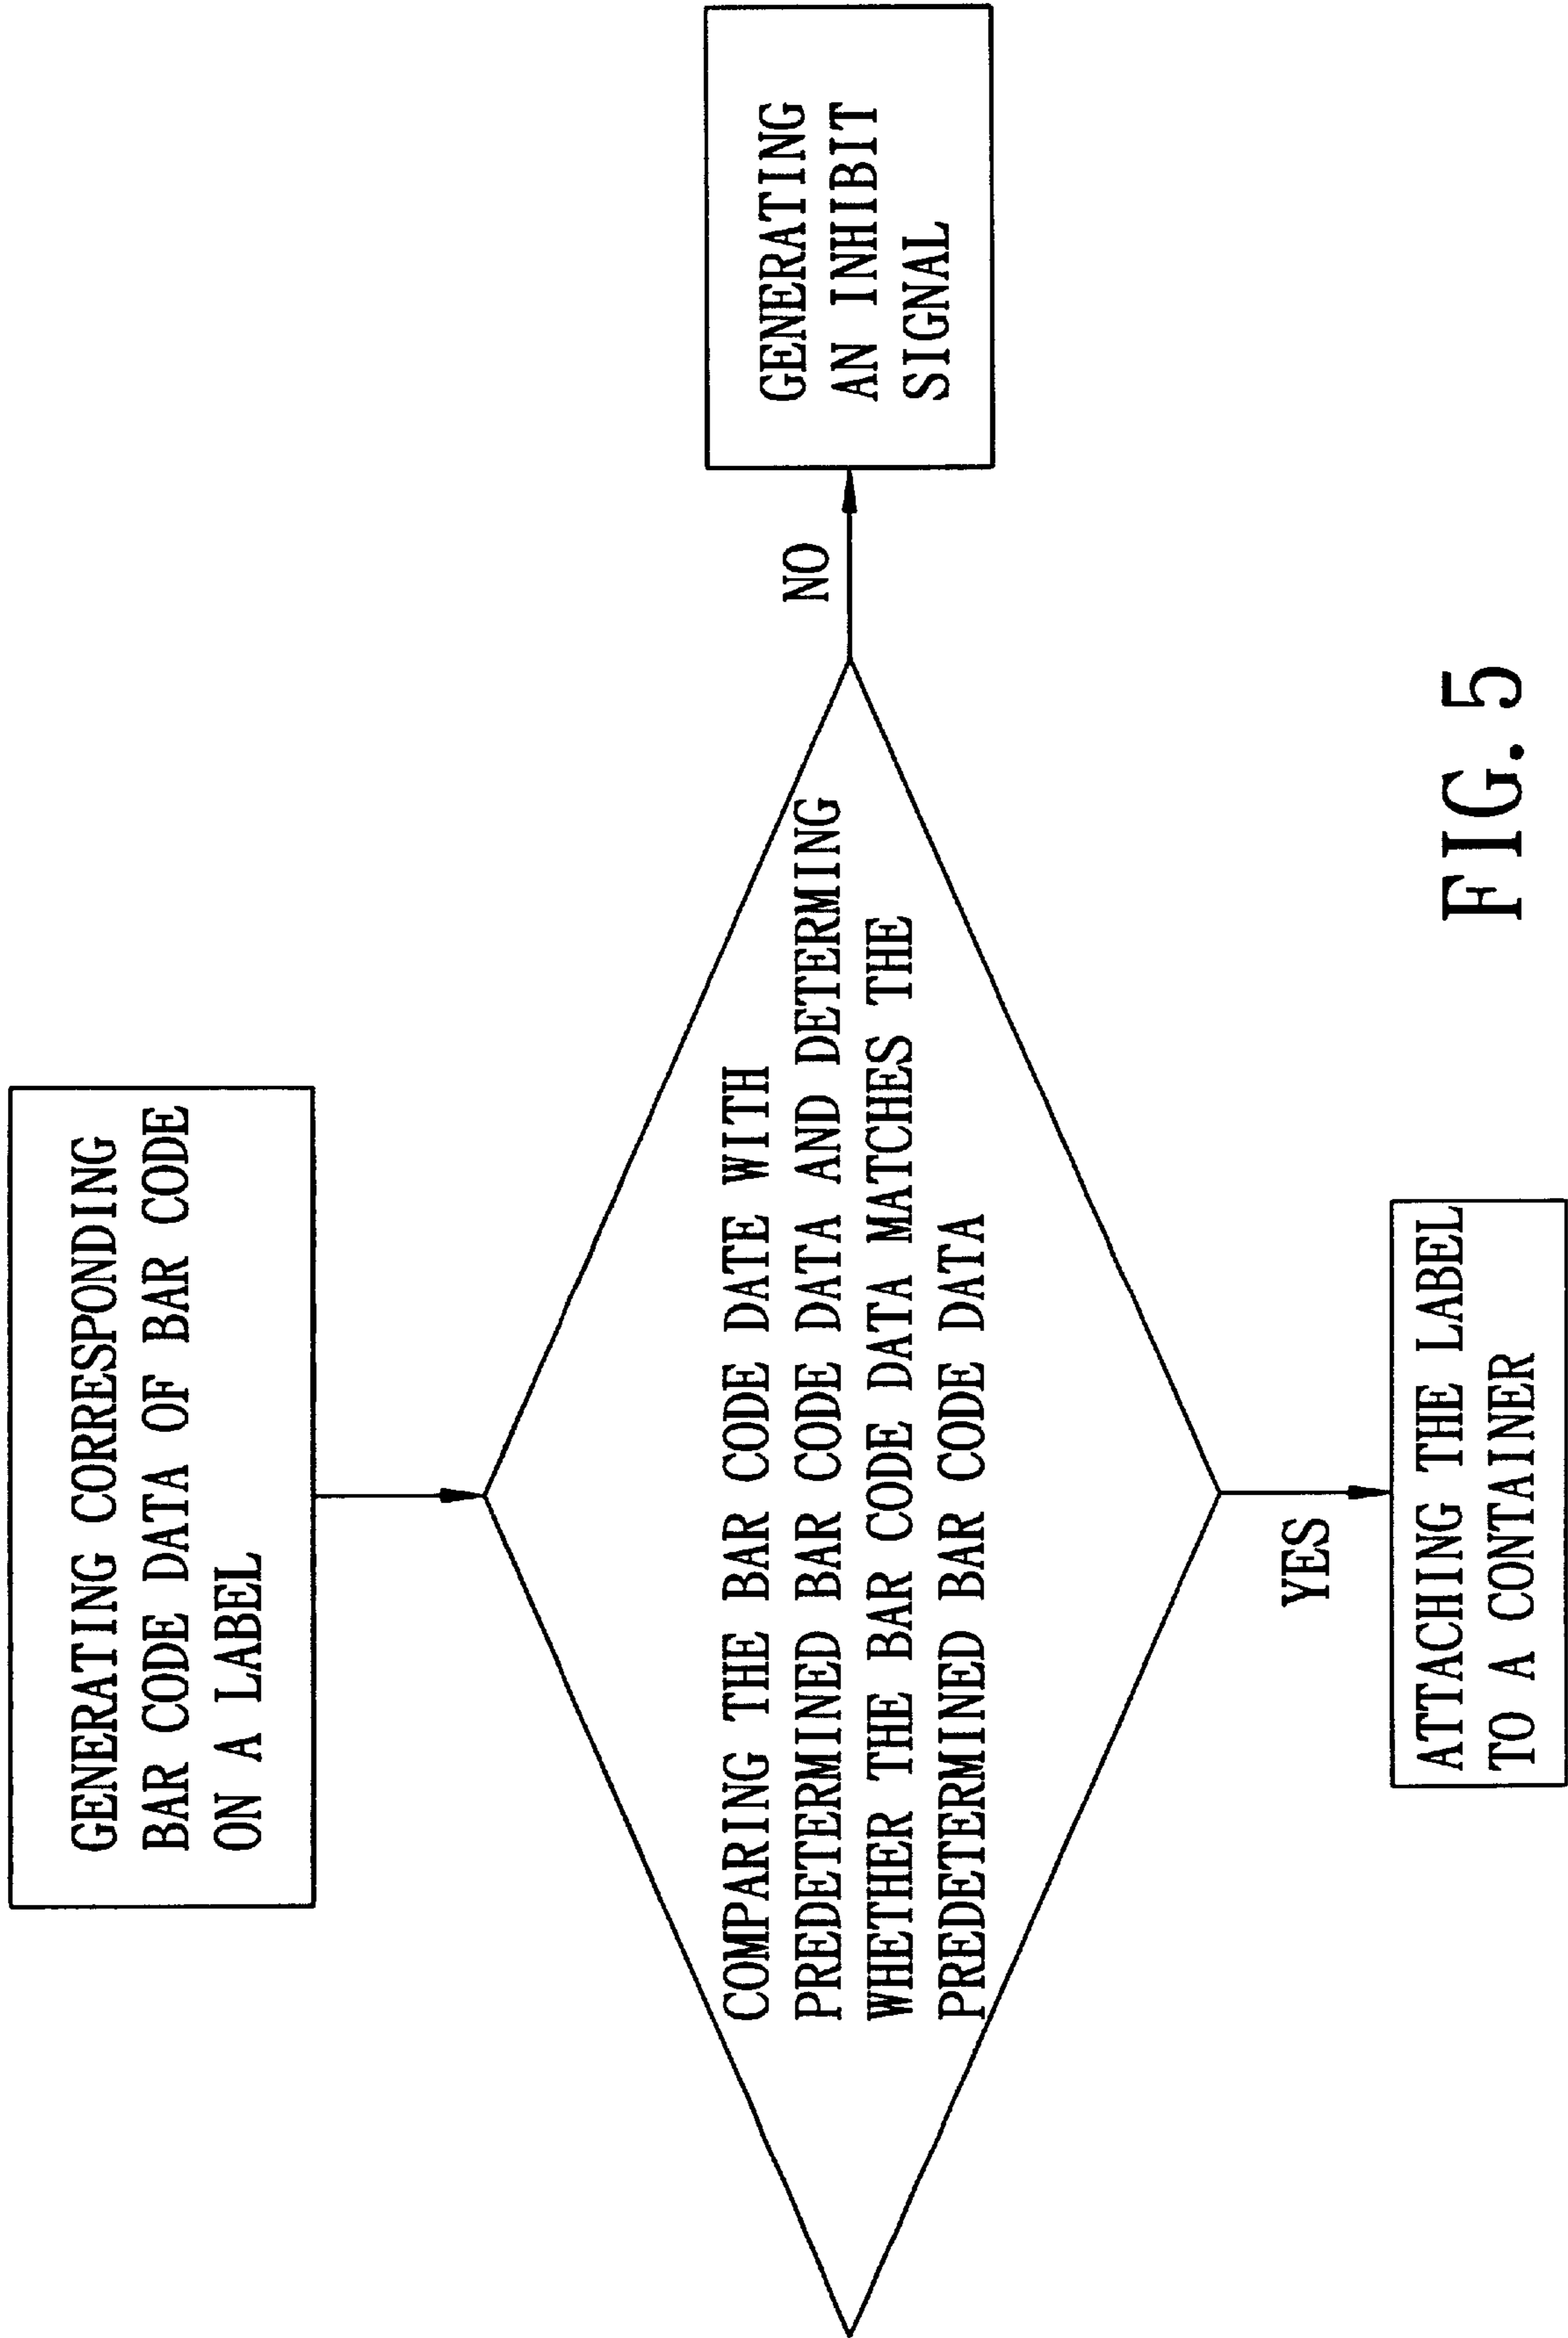 GENERATING CORRESPONDING
BAR CODE DATA OF BAR CODE
ON A LABEL
COMPARING THE BAR CODE DATE WITH
PREDETERMINED BAR CODE DATA AND DETERMING
WHETHER THE BAR CODE DATA MATCHES THE
PREDETERMINED BAR CODE DATA
NO
GENERATING
AN INHIBIT
SIGNAL
YES
ATTACHING THE LABEL
TO A CONTAINER
FIG. 5